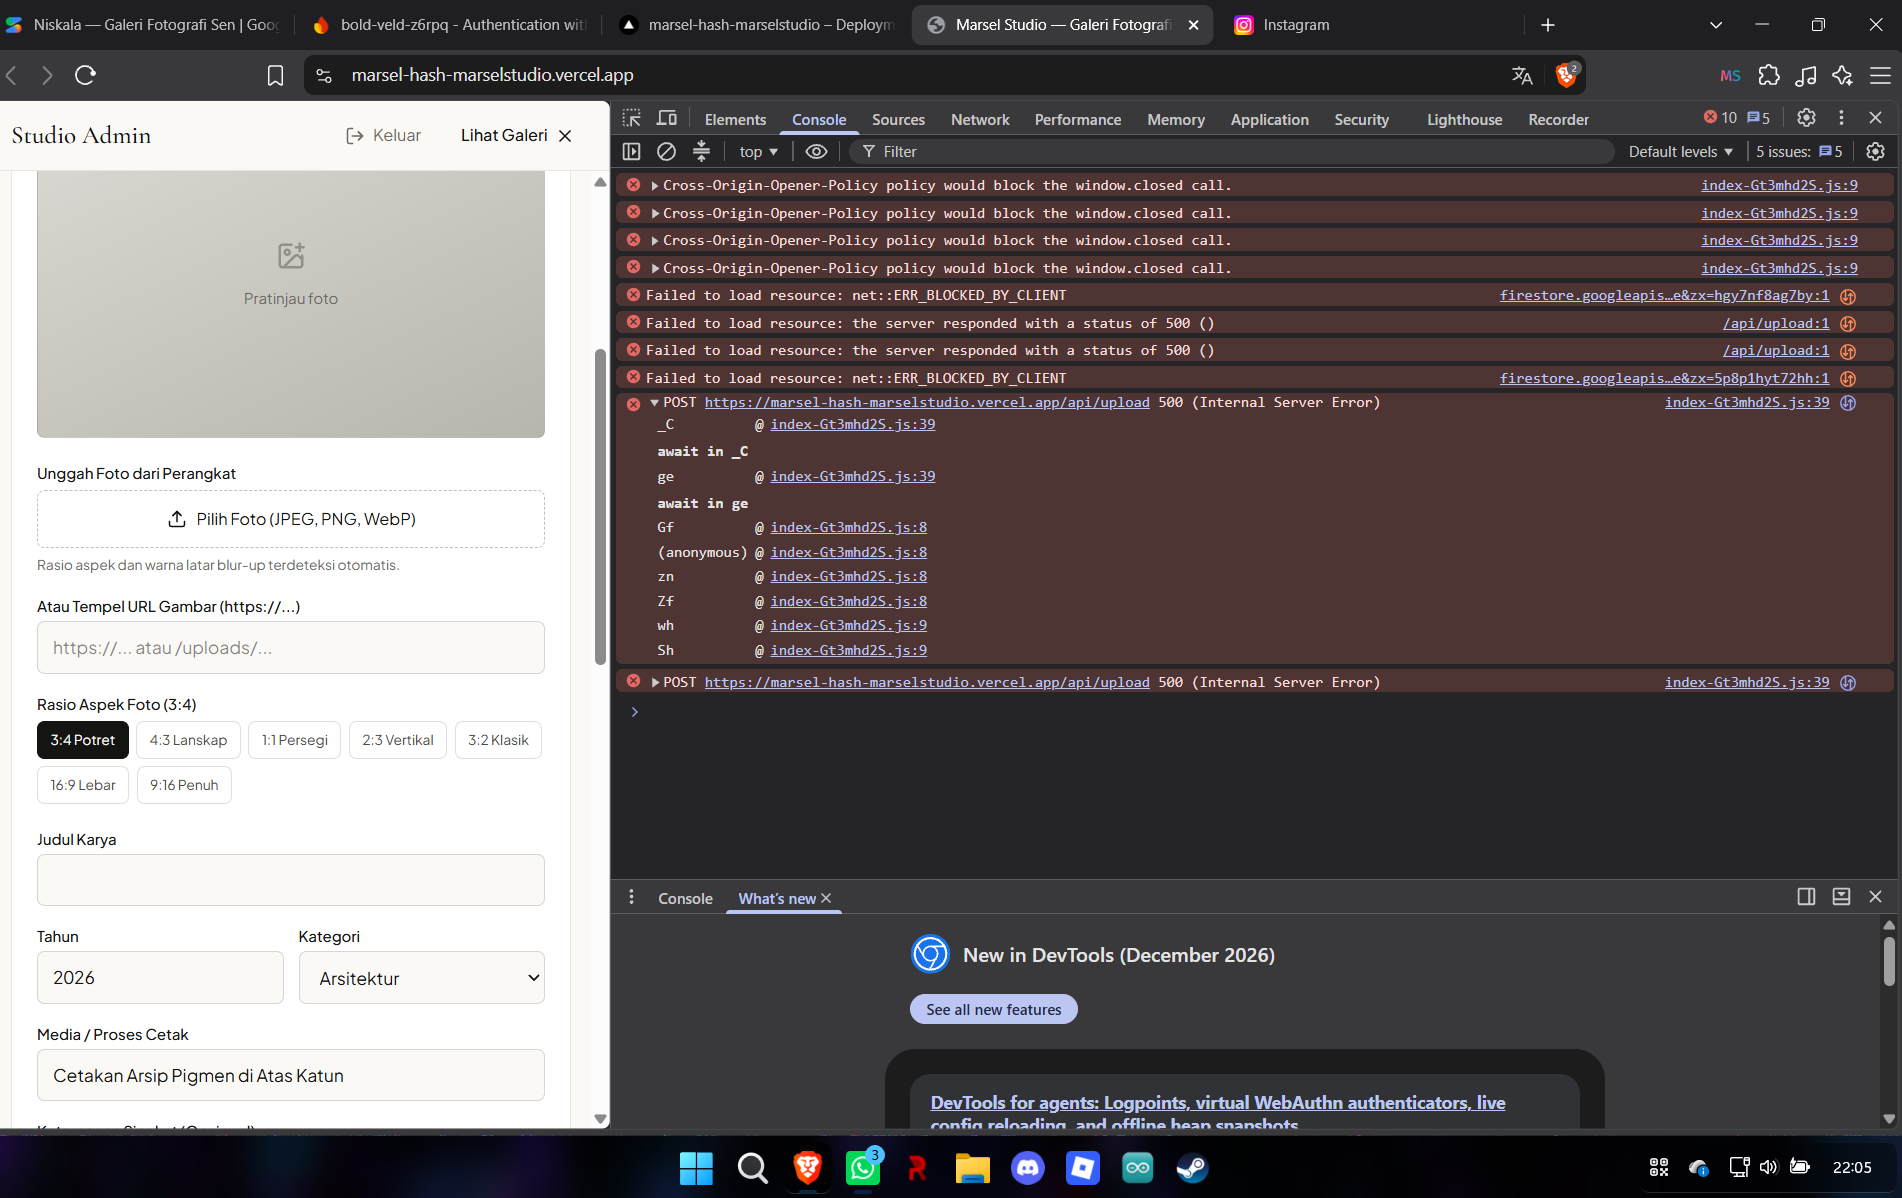 Niskala — Galeri Fotografi Sen | Goo
bold-veld-z6rpq - Authentication wit
marsel-hash-marselstudio – Deploym
Marsel Studio — Galeri Fotografi
Instagram
marsel-hash-marselstudio.vercel.app
2
MS
Studio Admin
Keluar
Lihat Galeri
Pratinjau foto
Unggah Foto dari Perangkat
Pilih Foto (JPEG, PNG, WebP)
Rasio aspek dan warna latar blur-up terdeteksi otomatis.
Atau Tempel URL Gambar (https://...)
https://... atau /uploads/...
Rasio Aspek Foto (3:4)
3:4 Potret
4:3 Lanskap
1:1 Persegi
2:3 Vertikal
3:2 Klasik
16:9 Lebar
9:16 Penuh
Judul Karya
Tahun
Kategori
2026
Arsitektur
Media / Proses Cetak
Cetakan Arsip Pigmen di Atas Katun
Elements
Console
Sources
Network
Performance
Memory
Application
Security
Lighthouse
Recorder
10
5
top
Filter
Default levels
5 issues:
5
Cross-Origin-Opener-Policy policy would block the window.closed call. index-Gt3mhd2S.js:9
Cross-Origin-Opener-Policy policy would block the window.closed call. index-Gt3mhd2S.js:9
Cross-Origin-Opener-Policy policy would block the window.closed call. index-Gt3mhd2S.js:9
Cross-Origin-Opener-Policy policy would block the window.closed call. index-Gt3mhd2S.js:9
Failed to load resource: net::ERR_BLOCKED_BY_CLIENT firestore.googleapis…e&zx=hgy7nf8ag7by:1
Failed to load resource: the server responded with a status of 500 () /api/upload:1
Failed to load resource: the server responded with a status of 500 () /api/upload:1
Failed to load resource: net::ERR_BLOCKED_BY_CLIENT firestore.googleapis…e&zx=5p8p1hyt72hh:1
POST https://marsel-hash-marselstudio.vercel.app/api/upload 500 (Internal Server Error) index-Gt3mhd2S.js:39
_C @ index-Gt3mhd2S.js:39
await in _C
ge @ index-Gt3mhd2S.js:39
await in ge
Gf @ index-Gt3mhd2S.js:8
(anonymous) @ index-Gt3mhd2S.js:8
zn @ index-Gt3mhd2S.js:8
Zf @ index-Gt3mhd2S.js:8
wh @ index-Gt3mhd2S.js:9
Sh @ index-Gt3mhd2S.js:9
POST https://marsel-hash-marselstudio.vercel.app/api/upload 500 (Internal Server Error) index-Gt3mhd2S.js:39
Console
What's new
New in DevTools (December 2026)
See all new features
DevTools for agents: Logpoints, virtual WebAuthn authenticators, live
config reloading, and offline heap snapshots
3
22:05